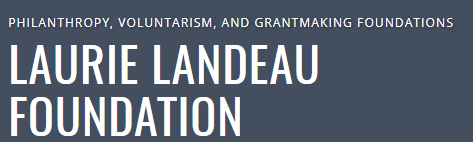 PHILANTHROPY, VOLUNTARISM, AND GRANTMAKING FOUNDATIONS
LAURIE LANDEAU
FOUNDATION